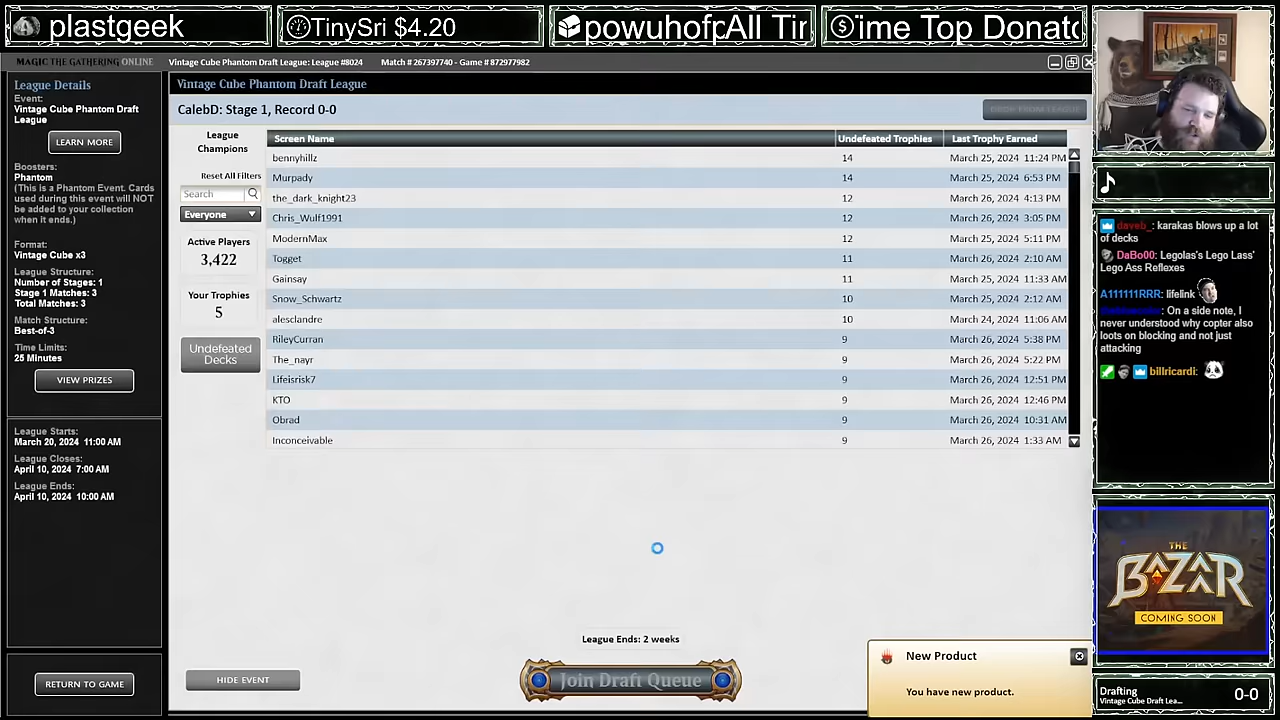 plastgeek
TinySri $4.20
powuhofp All Tir
ime Top Donato
MAGIC THE GATHERING ONLINE
Vintage Cube Phantom Draft League: League #8024
Match # 267397740 - Game # 872977982
League Details
Event:
Vintage Cube Phantom Draft
League
LEARN MORE
Boosters:
Phantom
(This is a Phantom Event. Cards
used during this event will NOT
be added to your collection
when it ends.)
Format:
Vintage Cube x3
League Structure:
Number of Stages: 1
Stage 1 Matches: 3
Total Matches: 3
Match Structure:
Best-of-3
Time Limits:
25 Minutes
VIEW PRIZES
League Starts:
March 20, 2024 11:00 AM
League Closes:
April 10, 2024 7:00 AM
League Ends:
April 10, 2024 10:00 AM
RETURN TO GAME
Vintage Cube Phantom Draft League
CalebD: Stage 1, Record 0-0
DROP FROM LEAGUE
League
Champions
Reset All Filters
Search
Everyone
Active Players
3,422
Your Trophies
5
Undefeated
Decks
Screen Name Undefeated Trophies Last Trophy Earned
bennyhillz 14 March 25, 2024 11:24 PM
Murpady 14 March 25, 2024 6:53 PM
the_dark_knight23 12 March 26, 2024 4:13 PM
Chris_Wulf1991 12 March 26, 2024 3:05 PM
ModernMax 12 March 26, 2024 5:11 PM
Togget 11 March 26, 2024 2:10 AM
Gainsay 11 March 25, 2024 11:33 AM
Snow_Schwartz 10 March 25, 2024 2:12 AM
alesclandre 10 March 24, 2024 11:06 AM
RileyCurran 9 March 26, 2024 5:38 PM
The_nayr 9 March 26, 2024 5:22 PM
Lifeisrisk7 9 March 26, 2024 12:51 PM
KTO 9 March 26, 2024 12:46 PM
Obrad 9 March 26, 2024 10:31 AM
Inconceivable 9 March 26, 2024 1:33 AM
League Ends: 2 weeks
HIDE EVENT
Join Draft Queue
New Product
You have new product.
daveb_: karakas blows up a lot
of decks
DaBo00: Legolas's Lego Lass'
Lego Ass Reflexes
A111111RRR: lifelink
: On a side note, I
never understood why copter also
loots on blocking and not just
attacking
billricardi:
THE
BAZAAR
COMING SOON
Drafting
Vintage Cube Draft Lea...
0-0